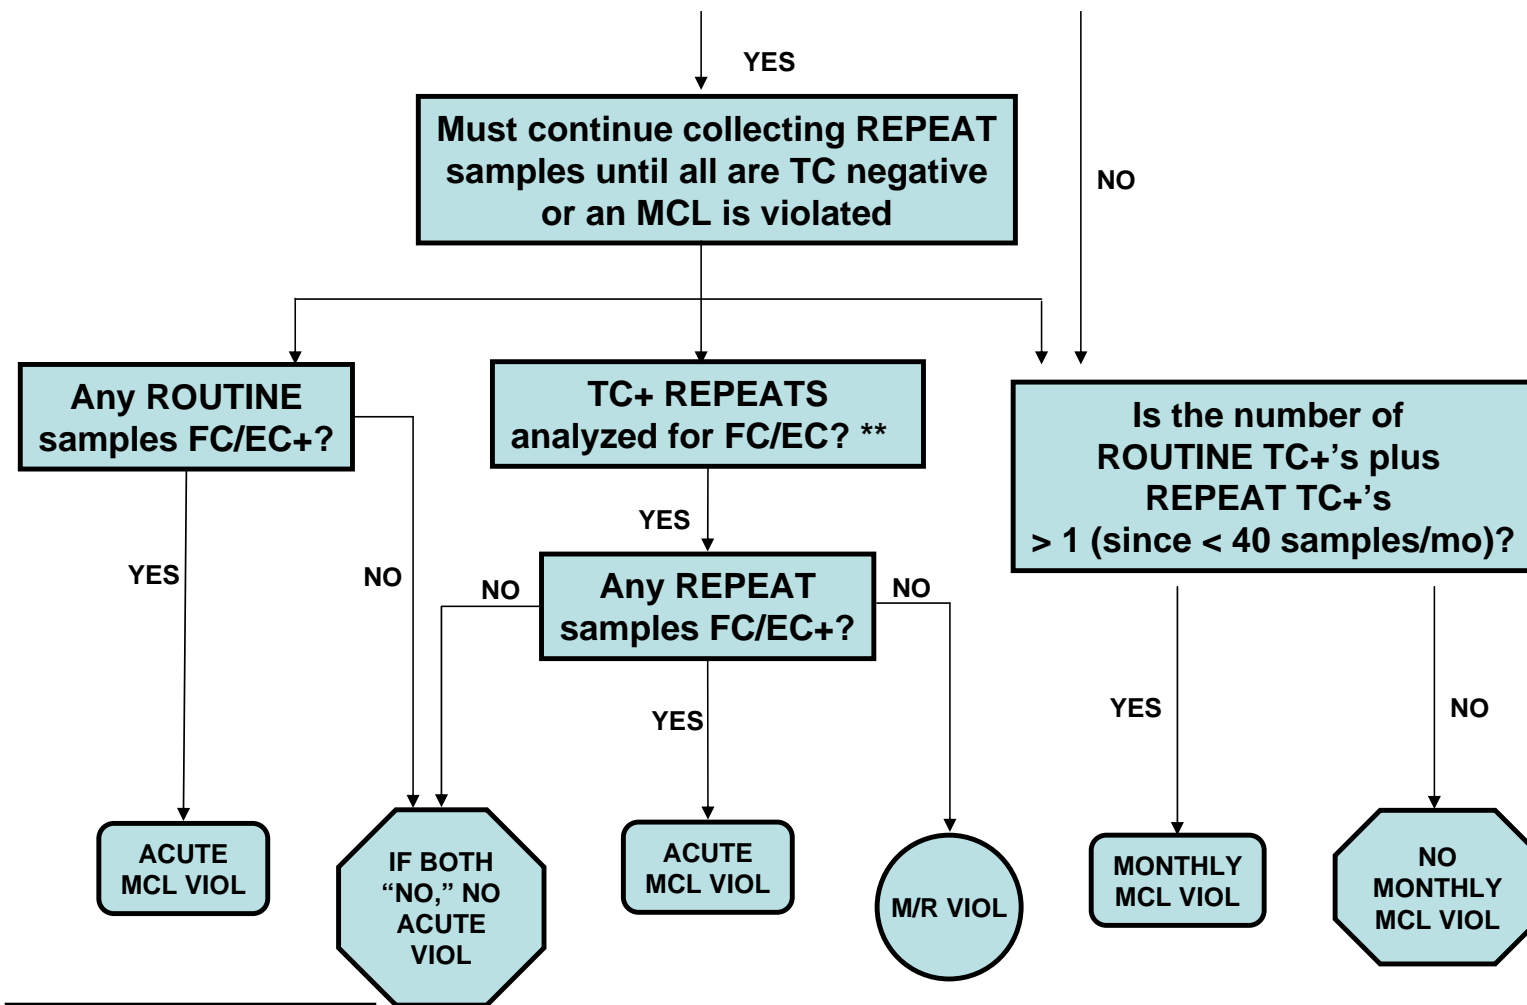 YES
Must continue collecting REPEAT
samples until all are TC negative
or an MCL is violated
NO
Any ROUTINE
samples FC/EC+?
TC+ REPEATS
analyzed for FC/EC? **
Is the number of
ROUTINE TC+’s plus
REPEAT TC+’s
> 1 (since < 40 samples/mo)?
YES
YES
NO
NO
Any REPEAT
samples FC/EC+?
NO
YES
YES
NO
ACUTE
MCL VIOL
IF BOTH
“NO,” NO
ACUTE
VIOL
ACUTE
MCL VIOL
M/R VIOL
MONTHLY
MCL VIOL
NO
MONTHLY
MCL VIOL